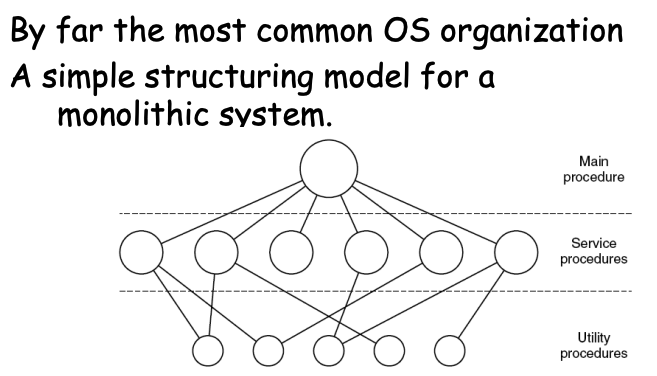 By far the most common OS organization
A simple structuring model for a
monolithic system.
Main
procedure
Service
procedures
Utility
procedures